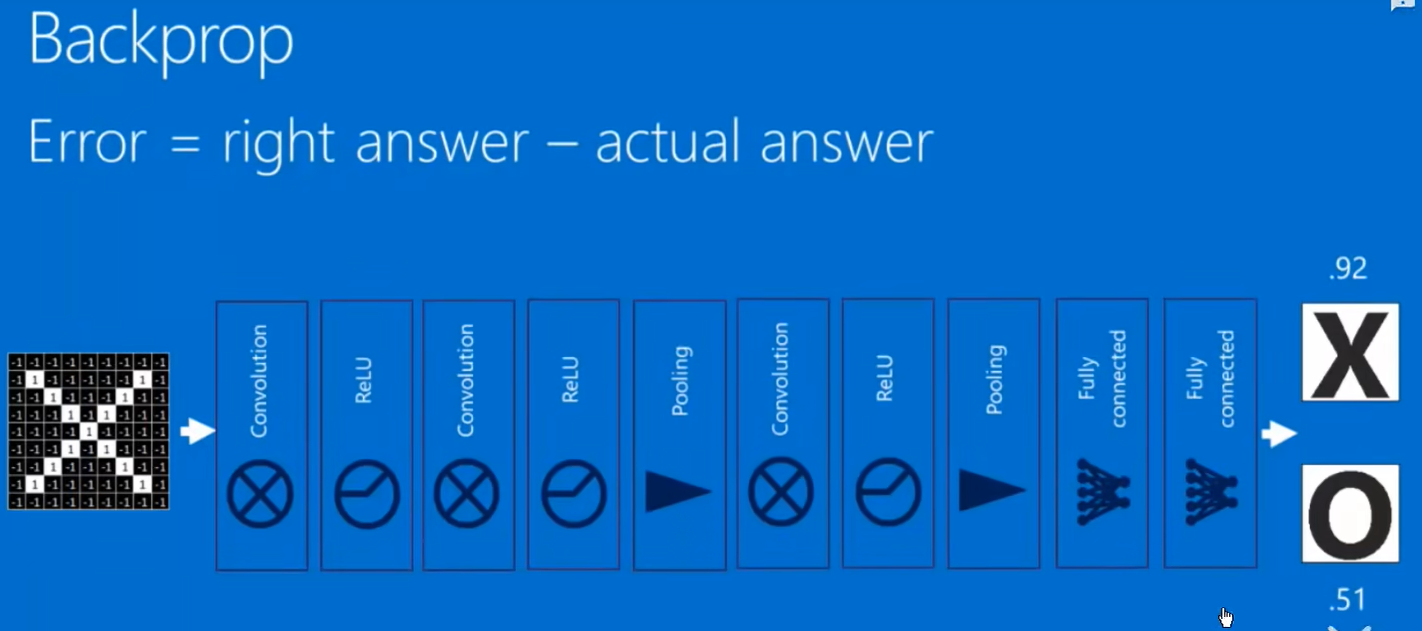 Backprop
Error = right answer – actual answer
.92
Convolution
ReLU
Convolution
ReLU
Pooling
Convolution
ReLU
Pooling
Fully
connected
Fully
connected
X
-1 -1 -1 -1 -1 -1 -1 -1 -1
-1 1 -1 -1 -1 -1 -1 1 -1
-1 -1 1 -1 -1 -1 1 -1 -1
-1 -1 -1 1 -1 1 -1 -1 -1
-1 -1 -1 -1 1 -1 -1 -1 -1
-1 -1 -1 1 -1 1 -1 -1 -1
-1 -1 1 -1 -1 -1 1 -1 -1
-1 1 -1 -1 -1 -1 -1 1 -1
-1 -1 -1 -1 -1 -1 -1 -1 -1
O
.51